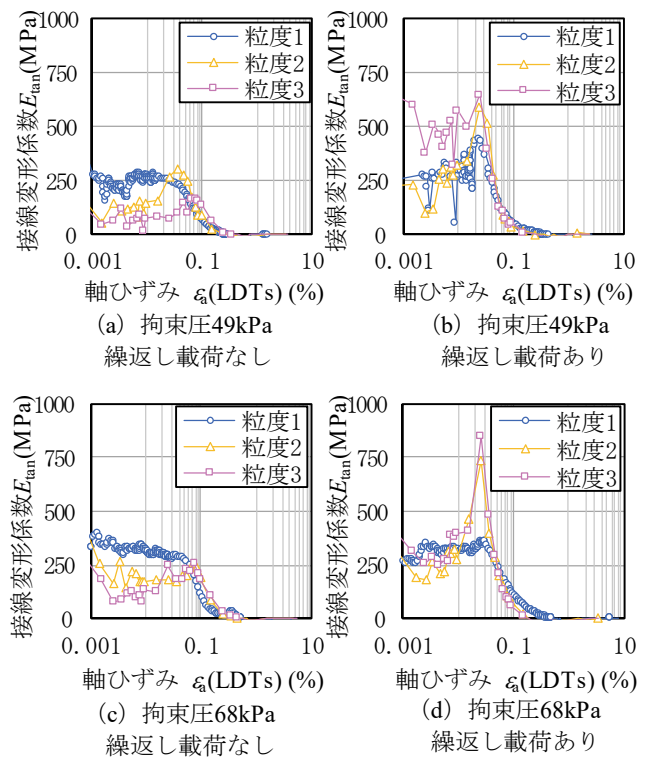 接線変形係数Etan(MPa)
1000
750
500
250
0
粒度1
粒度2
粒度3
0.001
0.1
10
軸ひずみ εa(LDTs) (%)
(a) 拘束圧49kPa
繰返し載荷なし
接線変形係数Etan(MPa)
1000
750
500
250
0
粒度1
粒度2
粒度3
0.001
0.1
10
軸ひずみ εa(LDTs) (%)
(b) 拘束圧49kPa
繰返し載荷あり
接線変形係数Etan(MPa)
1000
750
500
250
0
粒度1
粒度2
粒度3
0.001
0.1
10
軸ひずみ εa(LDTs) (%)
(c) 拘束圧68kPa
繰返し載荷なし
接線変形係数Etan(MPa)
1000
750
500
250
0
粒度1
粒度2
粒度3
0.001
0.1
10
軸ひずみ εa(LDTs) (%)
(d) 拘束圧68kPa
繰返し載荷あり